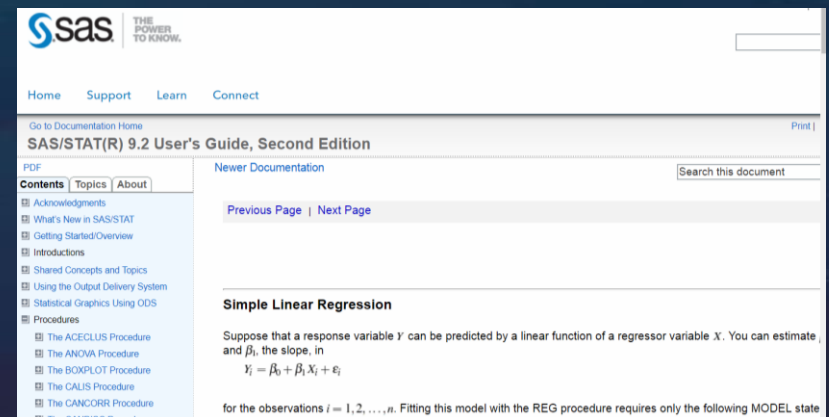 sas THE POWER TO KNOW.
Home Support Learn Connect
Go to Documentation Home Print |
SAS/STAT(R) 9.2 User's Guide, Second Edition
PDF
Contents Topics About
Acknowledgments
What's New in SAS/STAT
Getting Started/Overview
Introductions
Shared Concepts and Topics
Using the Output Delivery System
Statistical Graphics Using ODS
Procedures
The ACECLUS Procedure
The ANOVA Procedure
The BOXPLOT Procedure
The CALIS Procedure
The CANCORR Procedure
Newer Documentation
Search this document
Previous Page | Next Page
Simple Linear Regression
Suppose that a response variable Y can be predicted by a linear function of a regressor variable X. You can estimate
and β₁, the slope, in
Yᵢ = β₀ + β₁Xᵢ + εᵢ
for the observations i = 1, 2, ..., n. Fitting this model with the REG procedure requires only the following MODEL state